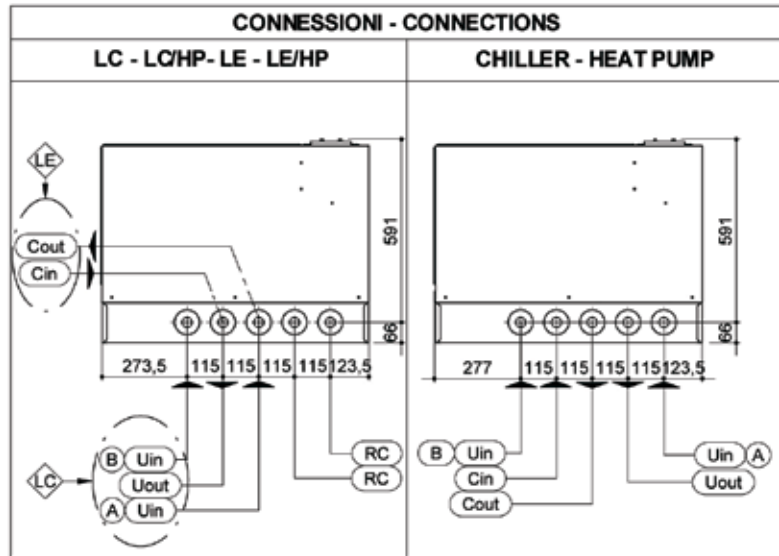 CONNESSIONI - CONNECTIONS
LC - LC/HP- LE - LE/HP
CHILLER - HEAT PUMP
LE
Cout
Cin
591
66
273,5 115 115 115 115 123,5
B Uin
Uout
A Uin
LC
RC
RC
591
66
277 115 115 115 115 123,5
B Uin
Cin
Cout
Uin A
Uout